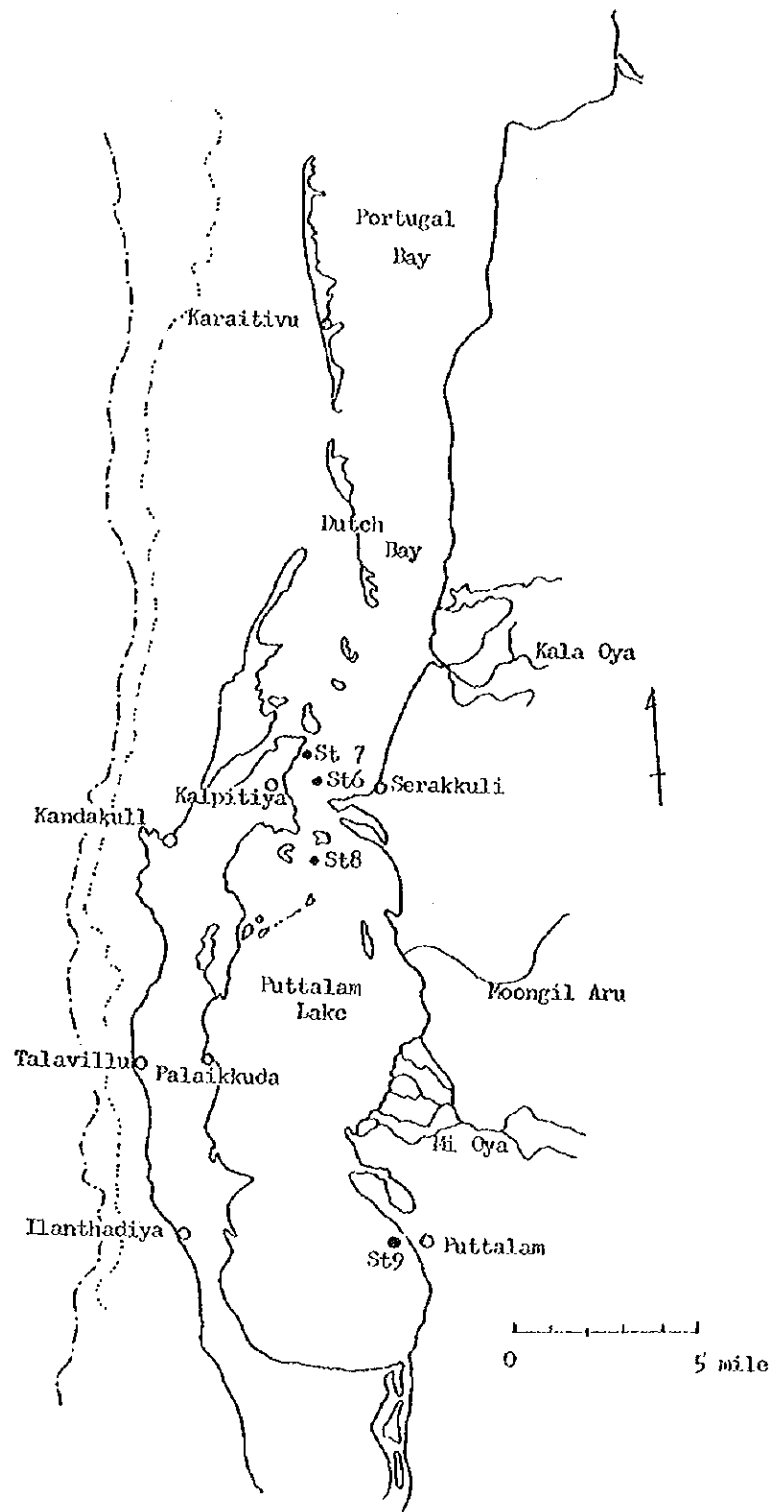 Portugal
Bay
Karaitivu
Dutch
Bay
Kala Oya
St 7
St6
Kalpitiya
Serakkuli
Kandakull
St8
Moongil Aru
Puttalam
Lake
Talavillu
Palaikkuda
Mi Oya
Ilanthadiya
St9
Puttalam
0
5 mile